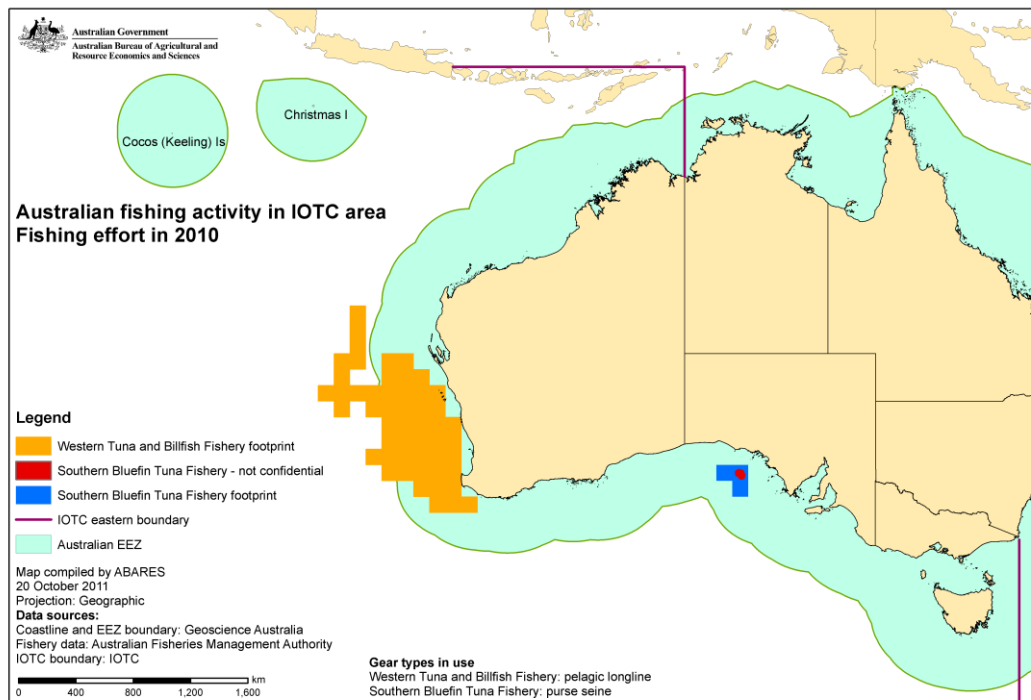 Australian Government
Australian Bureau of Agricultural and
Resource Economics and Sciences
Cocos (Keeling) Is
Christmas I
Australian fishing activity in IOTC area
Fishing effort in 2010
Legend
Western Tuna and Billfish Fishery footprint
Southern Bluefin Tuna Fishery - not confidential
Southern Bluefin Tuna Fishery footprint
IOTC eastern boundary
Australian EEZ
Map compiled by ABARES
20 October 2011
Projection: Geographic
Data sources:
Coastline and EEZ boundary: Geoscience Australia
Fishery data: Australian Fisheries Management Authority
IOTC boundary: IOTC
km
0 400 800 1,200 1,600
Gear types in use
Western Tuna and Billfish Fishery: pelagic longline
Southern Bluefin Tuna Fishery: purse seine